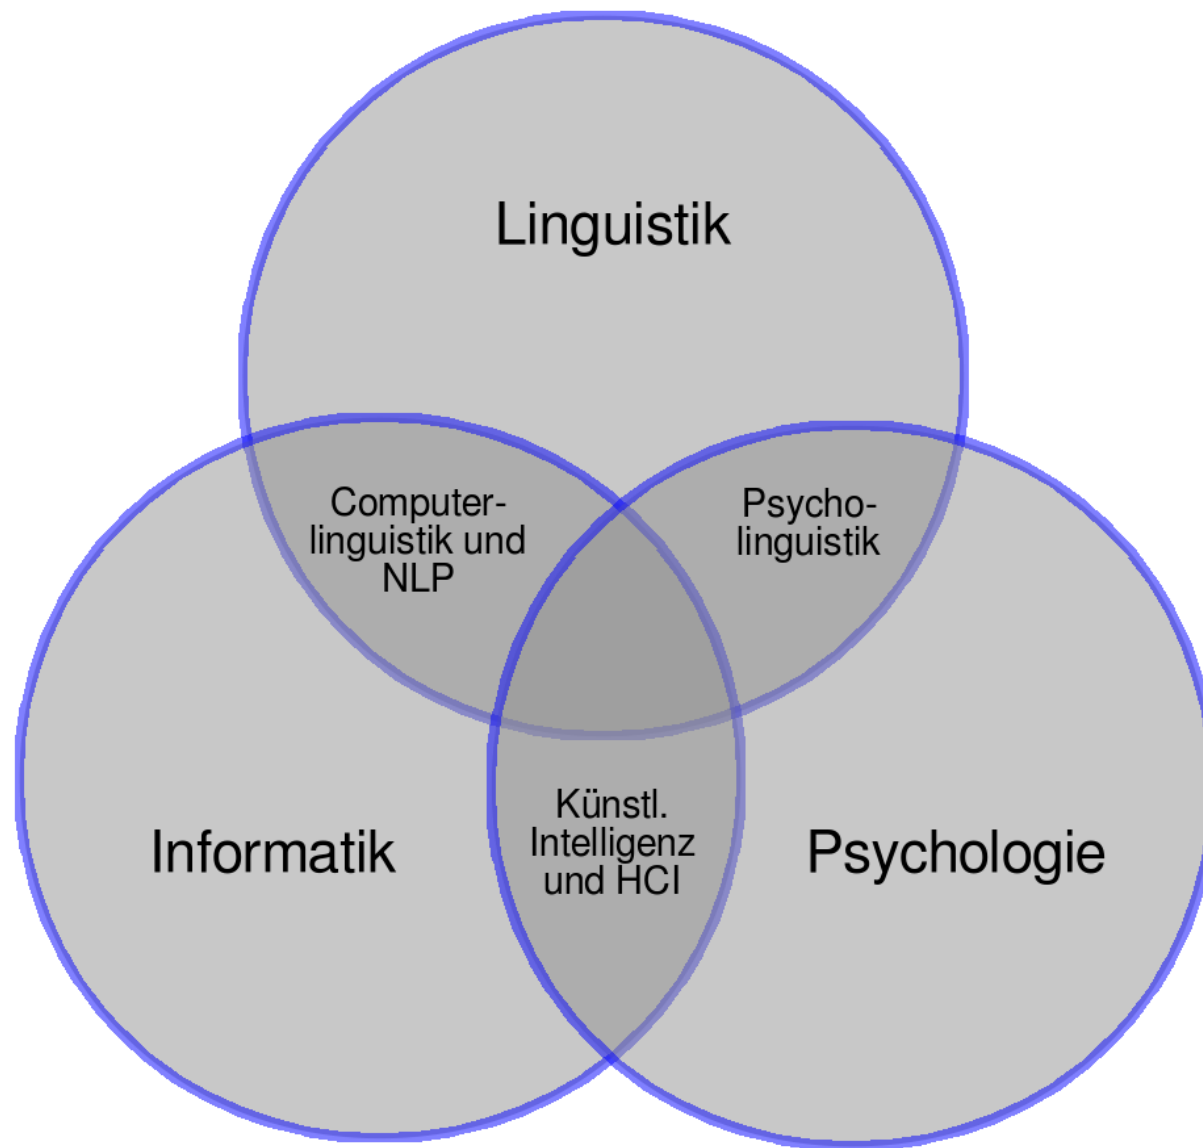 Linguistik
Computer-
linguistik und
NLP
Psycho-
linguistik
Künstl.
Intelligenz
und HCI
Informatik
Psychologie